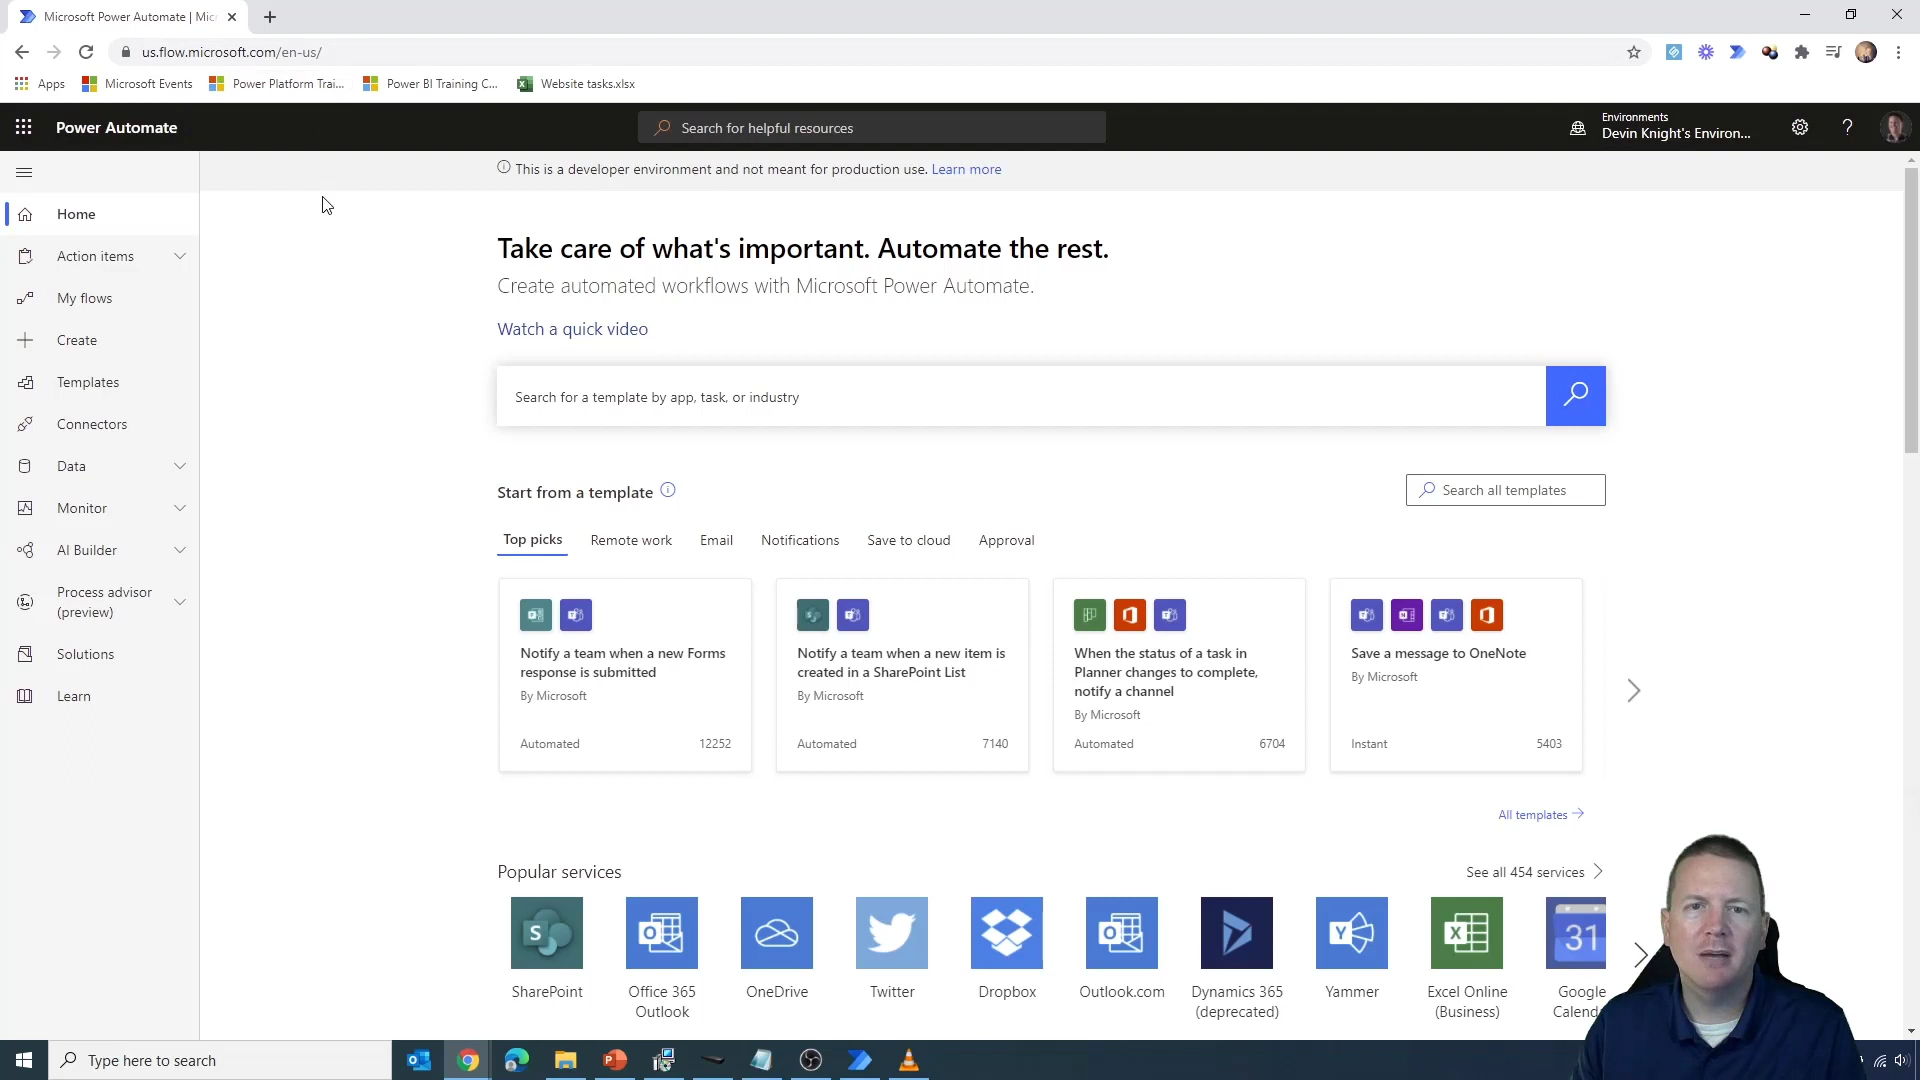 Microsoft Power Automate | Mic
us.flow.microsoft.com/en-us/
Apps
Microsoft Events
Power Platform Trai...
Power BI Training C...
Website tasks.xlsx
Power Automate
Search for helpful resources
Environments
Devin Knight's Environ...
This is a developer environment and not meant for production use. Learn more
Home
Action items
My flows
Create
Templates
Connectors
Data
Monitor
AI Builder
Process advisor
(preview)
Solutions
Learn
Take care of what's important. Automate the rest.
Create automated workflows with Microsoft Power Automate.
Watch a quick video
Search for a template by app, task, or industry
Start from a template
Search all templates
Top picks
Remote work
Email
Notifications
Save to cloud
Approval
Notify a team when a new Forms
response is submitted
By Microsoft
Automated 12252
Notify a team when a new item is
created in a SharePoint List
By Microsoft
Automated 7140
When the status of a task in
Planner changes to complete,
notify a channel
By Microsoft
Automated 6704
Save a message to OneNote
By Microsoft
Instant 5403
All templates
Popular services
See all 454 services
SharePoint
Office 365
Outlook
OneDrive
Twitter
Dropbox
Outlook.com
Dynamics 365
(deprecated)
Yammer
Excel Online
(Business)
31
Google
Calend
Type here to search